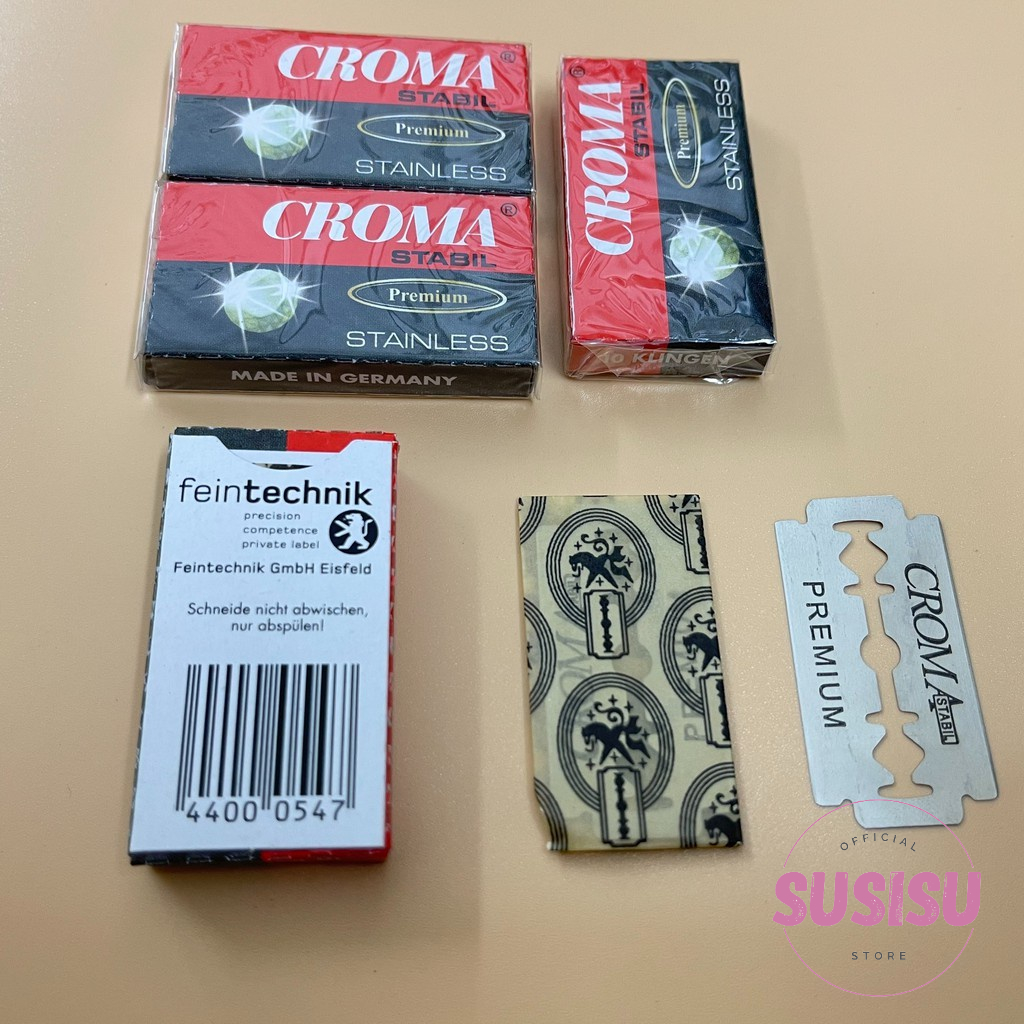 CROMA®
STABIL
Premium
STAINLESS
CROMA®
STABIL
Premium
STAINLESS
MADE IN GERMANY
CROMA®
STABIL
Premium
STAINLESS
10 KLINGEN
feintechnik
precision
competence
private label
Feintechnik GmbH Eisfeld
Schneide nicht abwischen,
nur abspülen!
4400 0547
CROMA
STABIL
PREMIUM
OFFICIAL
SUSISU
STORE